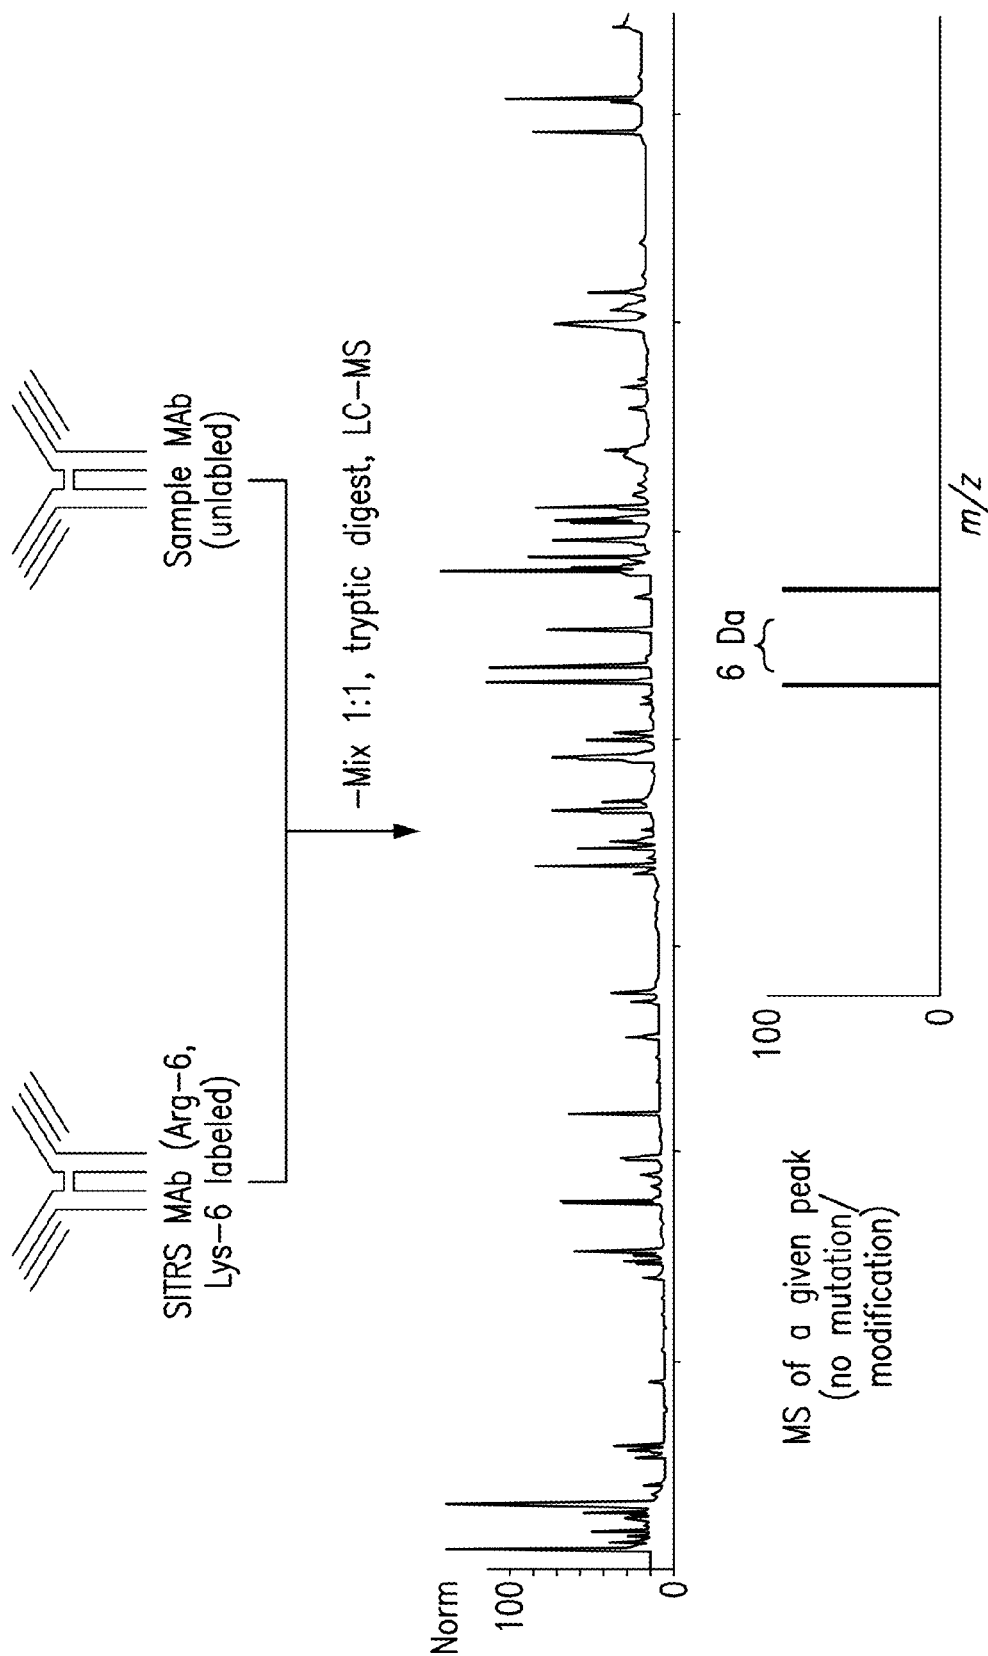 SITRS MAb (Arg-6,
Lys-6 labeled)
Sample MAb
(unlabled)
-Mix 1:1, tryptic digest, LC-MS
Norm
100
0
MS of a given peak
(no mutation/
modification)
100
0
6 Da
m/z